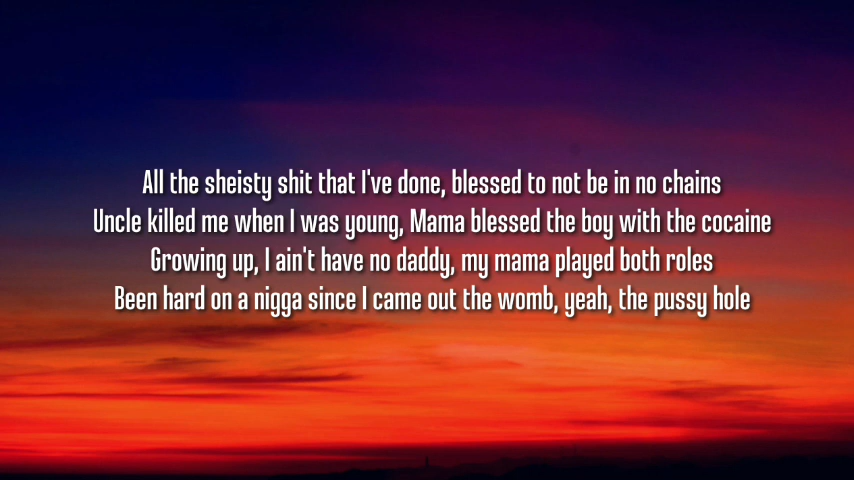 All the sheisty shit that I've done, blessed to not be in no chains
Uncle killed me when I was young, Mama blessed the boy with the cocaine
Growing up, I ain't have no daddy, my mama played both roles
Been hard on a nigga since I came out the womb, yeah, the pussy hole